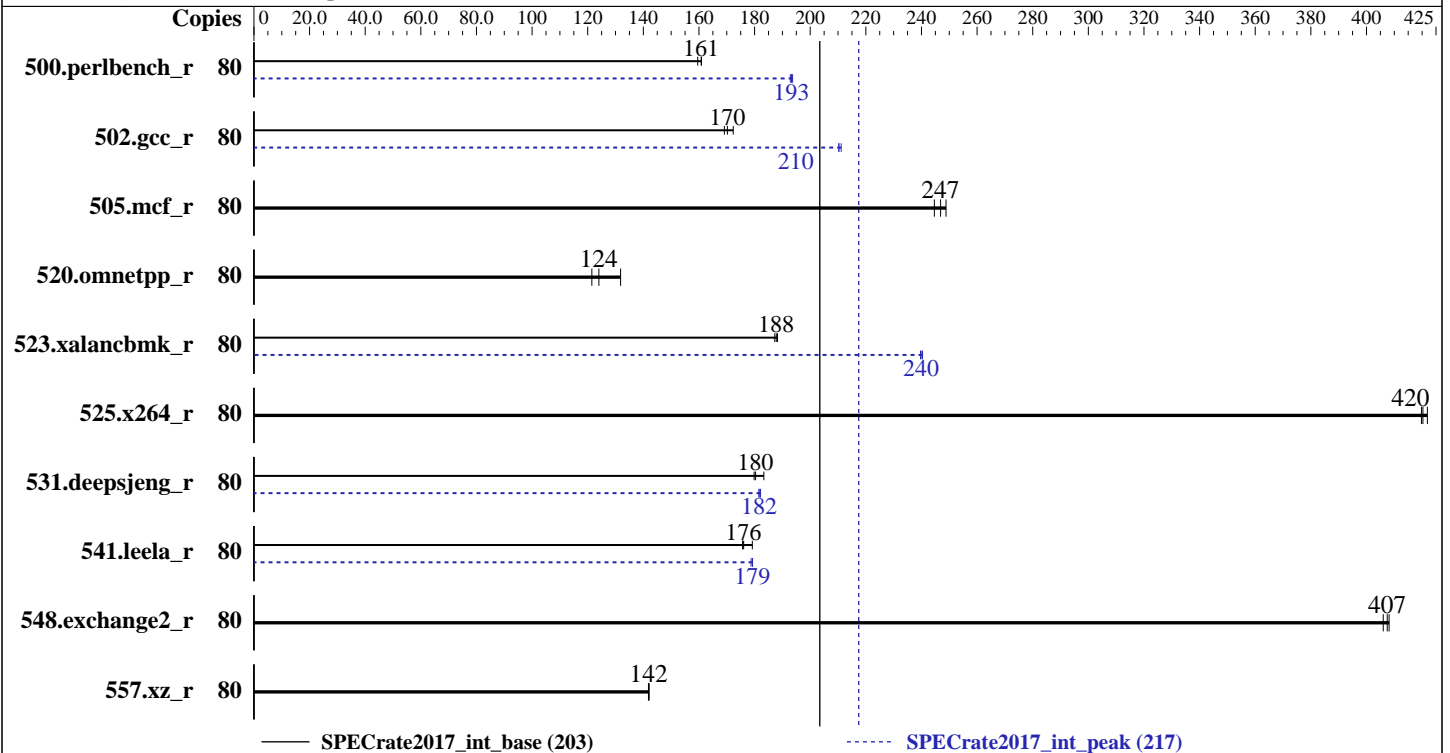 Copies 0 20.0 40.0 60.0 80.0 100 120 140 160 180 200 220 240 260 280 300 320 340 360 380 400 425
500.perlbench_r 80 161
193
502.gcc_r 80 170
210
505.mcf_r 80 247
520.omnetpp_r 80 124
523.xalancbmk_r 80 188
240
525.x264_r 80 420
531.deepsjeng_r 80 180
182
541.leela_r 80 176
179
548.exchange2_r 80 407
557.xz_r 80 142
SPECrate2017_int_base (203) SPECrate2017_int_peak (217)